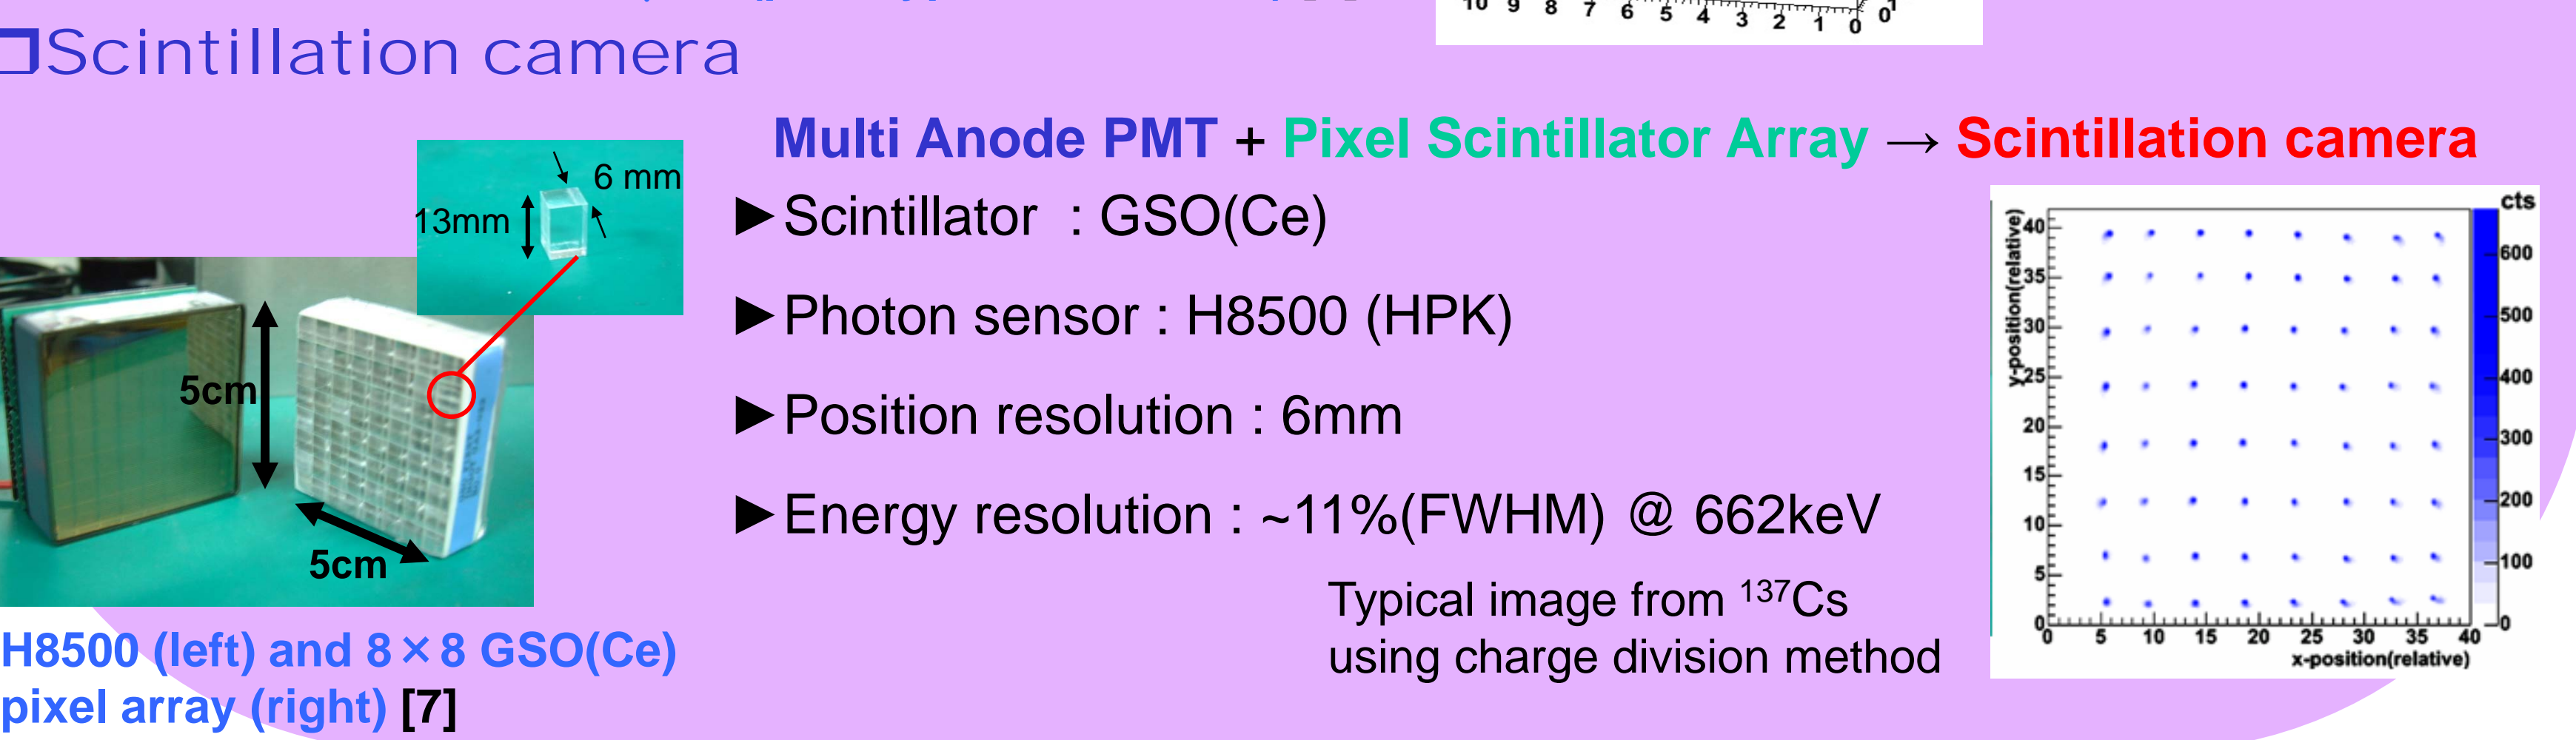 10 9 8 7 6 5 4 3 2 1 0 0 1
❒Scintillation camera
Multi Anode PMT + Pixel Scintillator Array → Scintillation camera
6 mm
13mm
5cm
5cm
►Scintillator : GSO(Ce)
►Photon sensor : H8500 (HPK)
►Position resolution : 6mm
►Energy resolution : ~11%(FWHM) @ 662keV
Typical image from ¹³⁷Cs
using charge division method
H8500 (left) and 8×8 GSO(Ce)
pixel array (right) [7]
cts
y-position(relative)
40
35
30
25
20
15
10
5
0
0 5 10 15 20 25 30 35 40
x-position(relative)
600
500
400
300
200
100
0